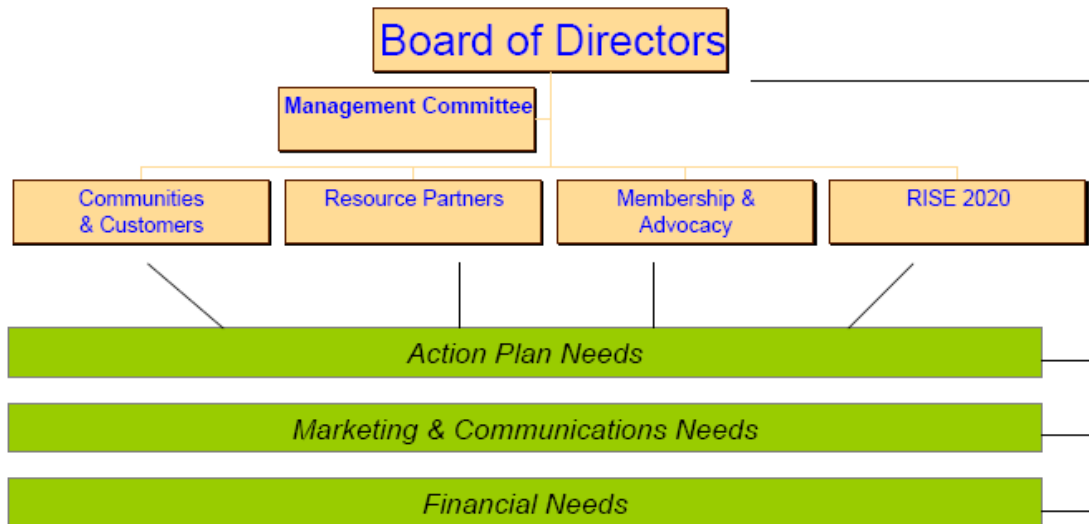 Board of Directors
Management Committee
Communities
& Customers
Resource Partners
Membership &
Advocacy
RISE 2020
Action Plan Needs
Marketing & Communications Needs
Financial Needs